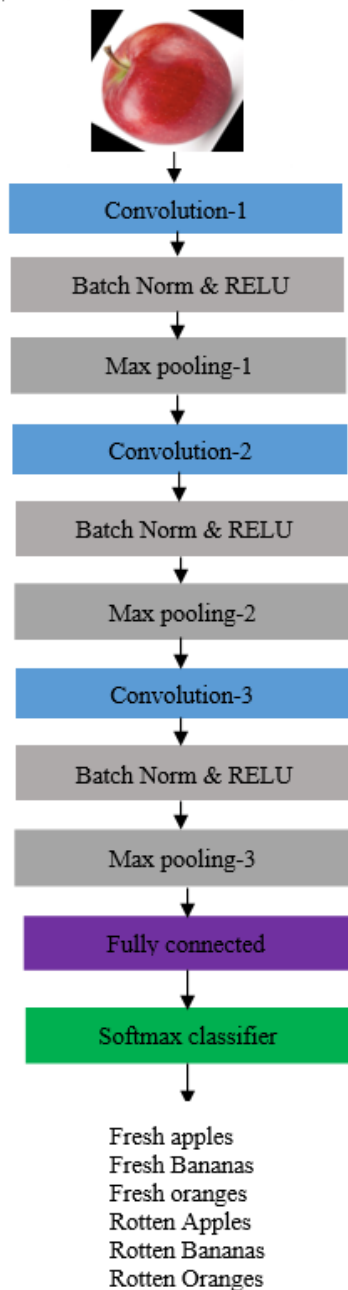 Convolution-1
Batch Norm & RELU
Max pooling-1
Convolution-2
Batch Norm & RELU
Max pooling-2
Convolution-3
Batch Norm & RELU
Max pooling-3
Fully connected
Softmax classifier
Fresh apples
Fresh Bananas
Fresh oranges
Rotten Apples
Rotten Bananas
Rotten Oranges